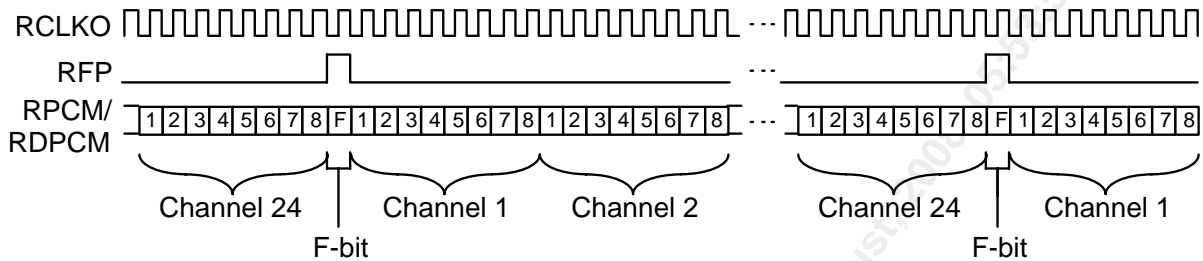 RCLKO
RFP
RPCM/
RDPCM
1 2 3 4 5 6 7 8 F 1 2 3 4 5 6 7 8 1 2 3 4 5 6 7 8 1 2 3 4 5 6 7 8 F 1 2 3 4 5 6 7 8
Channel 24 Channel 1 Channel 2 Channel 24 Channel 1
F-bit F-bit